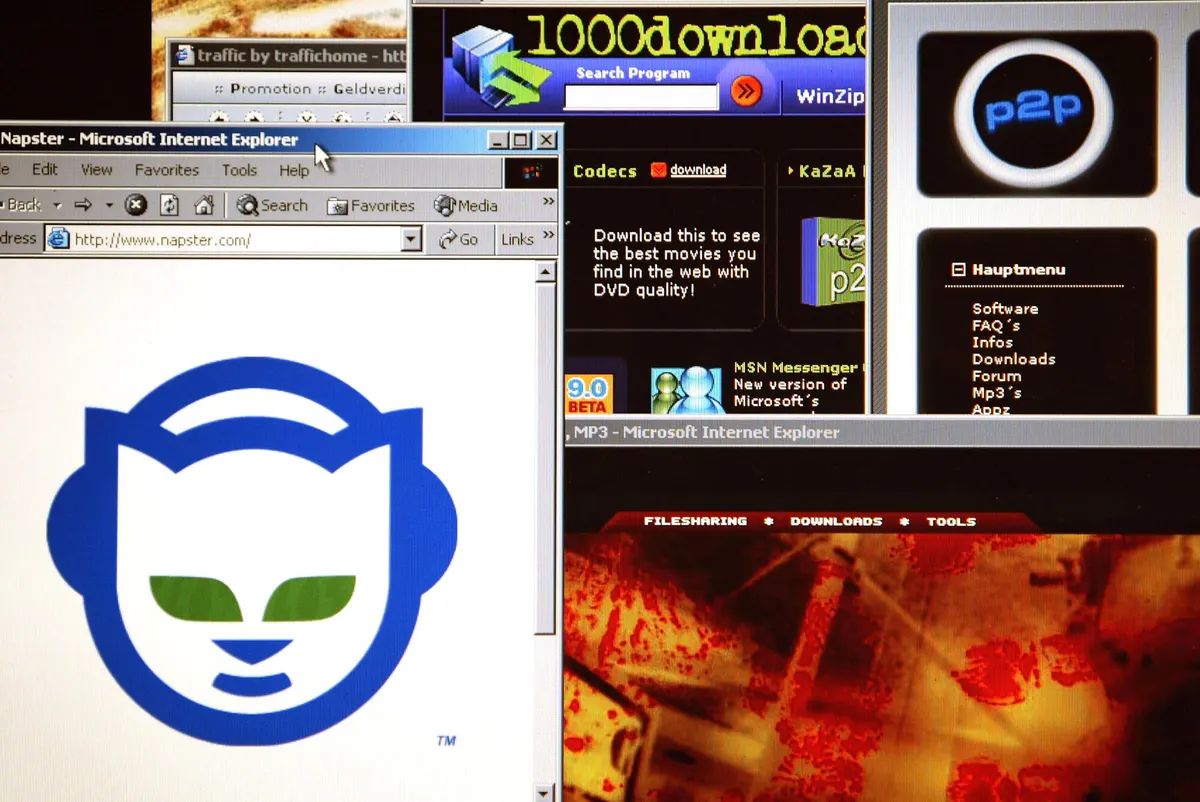 traffic by traffichome - htt
:: Promotion :: Geldverdi
Napster - Microsoft Internet Explorer
Edit View Favorites Tools Help
Back Search Favorites Media »
dress http://www.napster.com/ Go Links »
TM
1000downloa
Search Program
WinZip
Codecs download
KaZaA
Download this to see
the best movies you
find in the web with
DVD quality!
p2
9.0
BETA
MSN Messenger
New version of
Microsoft´s
p2p
Hauptmenu
Software
FAQ´s
Infos
Downloads
Forum
Mp3´s
Appz
, MP3 - Microsoft Internet Explorer
FILESHARING * DOWNLOADS * TOOLS